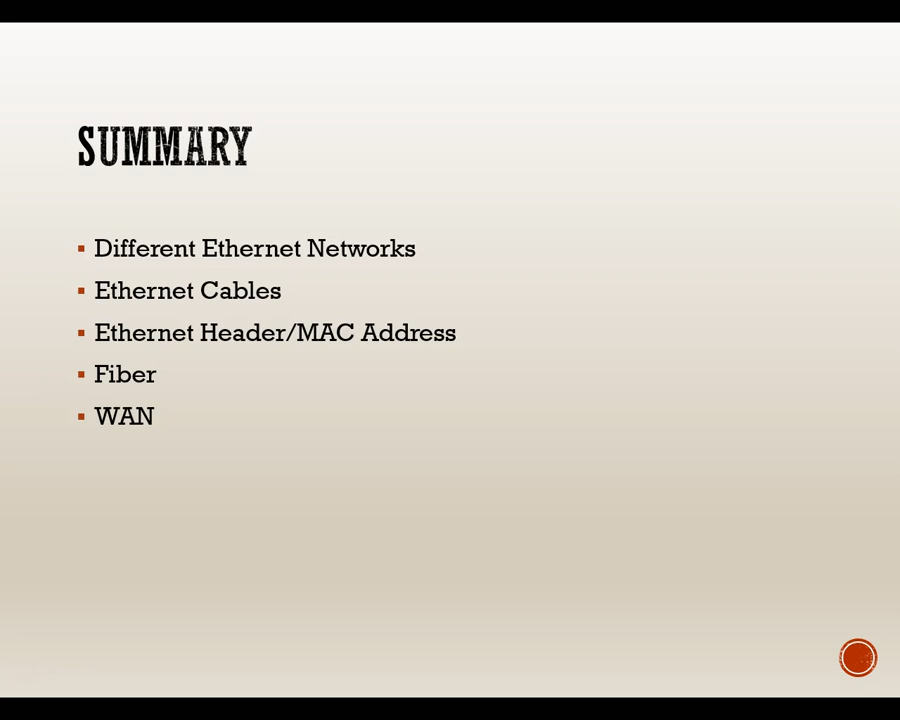 SUMMARY
Different Ethernet Networks
Ethernet Cables
Ethernet Header/MAC Address
Fiber
WAN